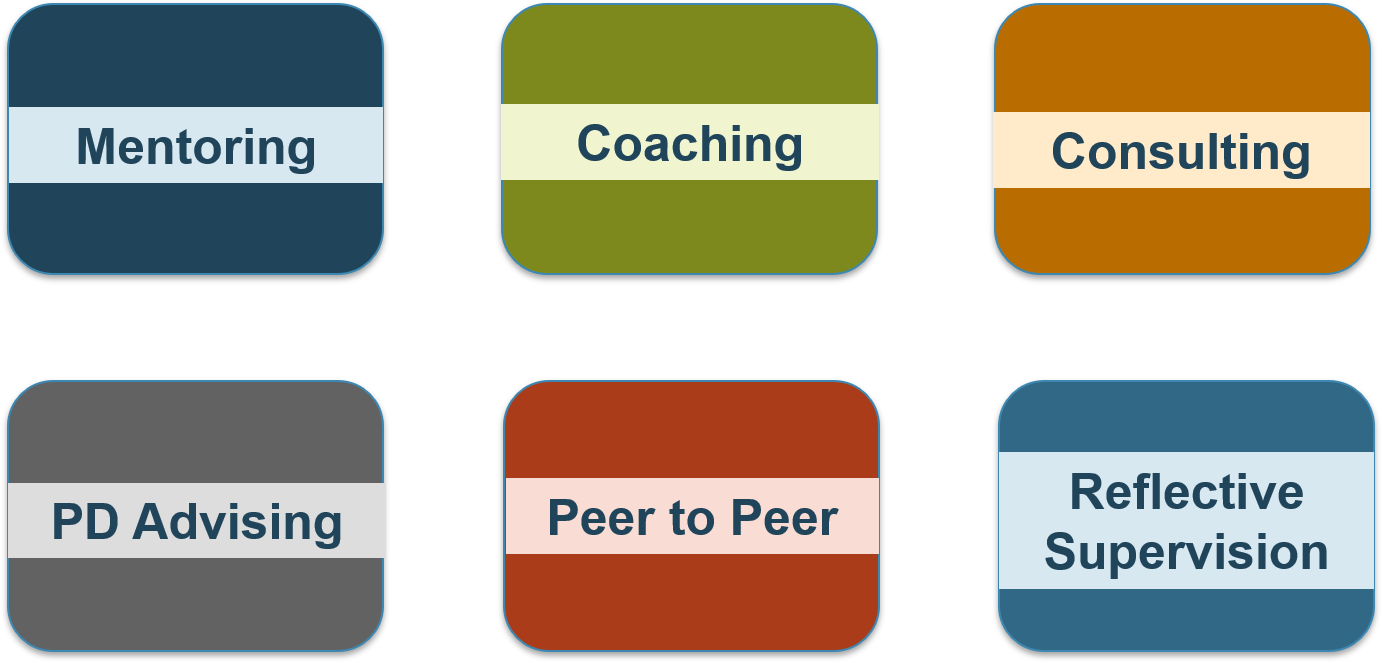 Mentoring
Coaching
Consulting
PD Advising
Peer to Peer
Reflective
Supervision